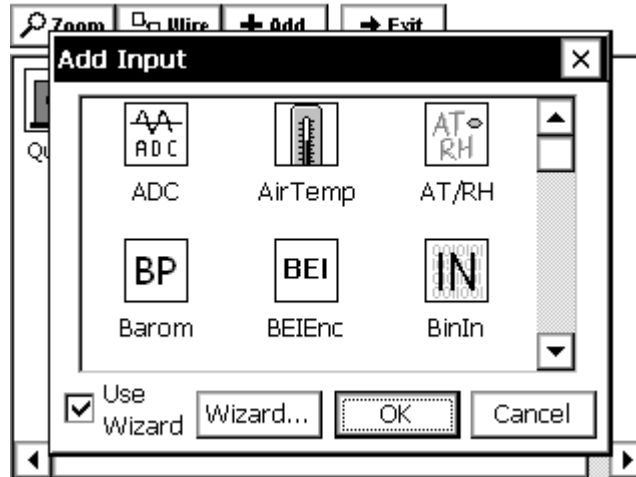 Zoom Wire Add Exit
Add Input
ADC
AT
RH
ADC AirTemp AT/RH
BP BEI IN
Barom BEIEnc BinIn
Use
Wizard
Wizard... OK Cancel